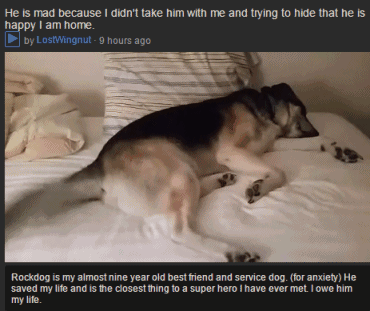 He is mad because I didn't take him with me and trying to hide that he is
happy I am home.
by LostWingnut - 9 hours ago
Rockdog is my almost nine year old best friend and service dog. (for anxiety) He
saved my life and is the closest thing to a super hero I have ever met. I owe him
my life.